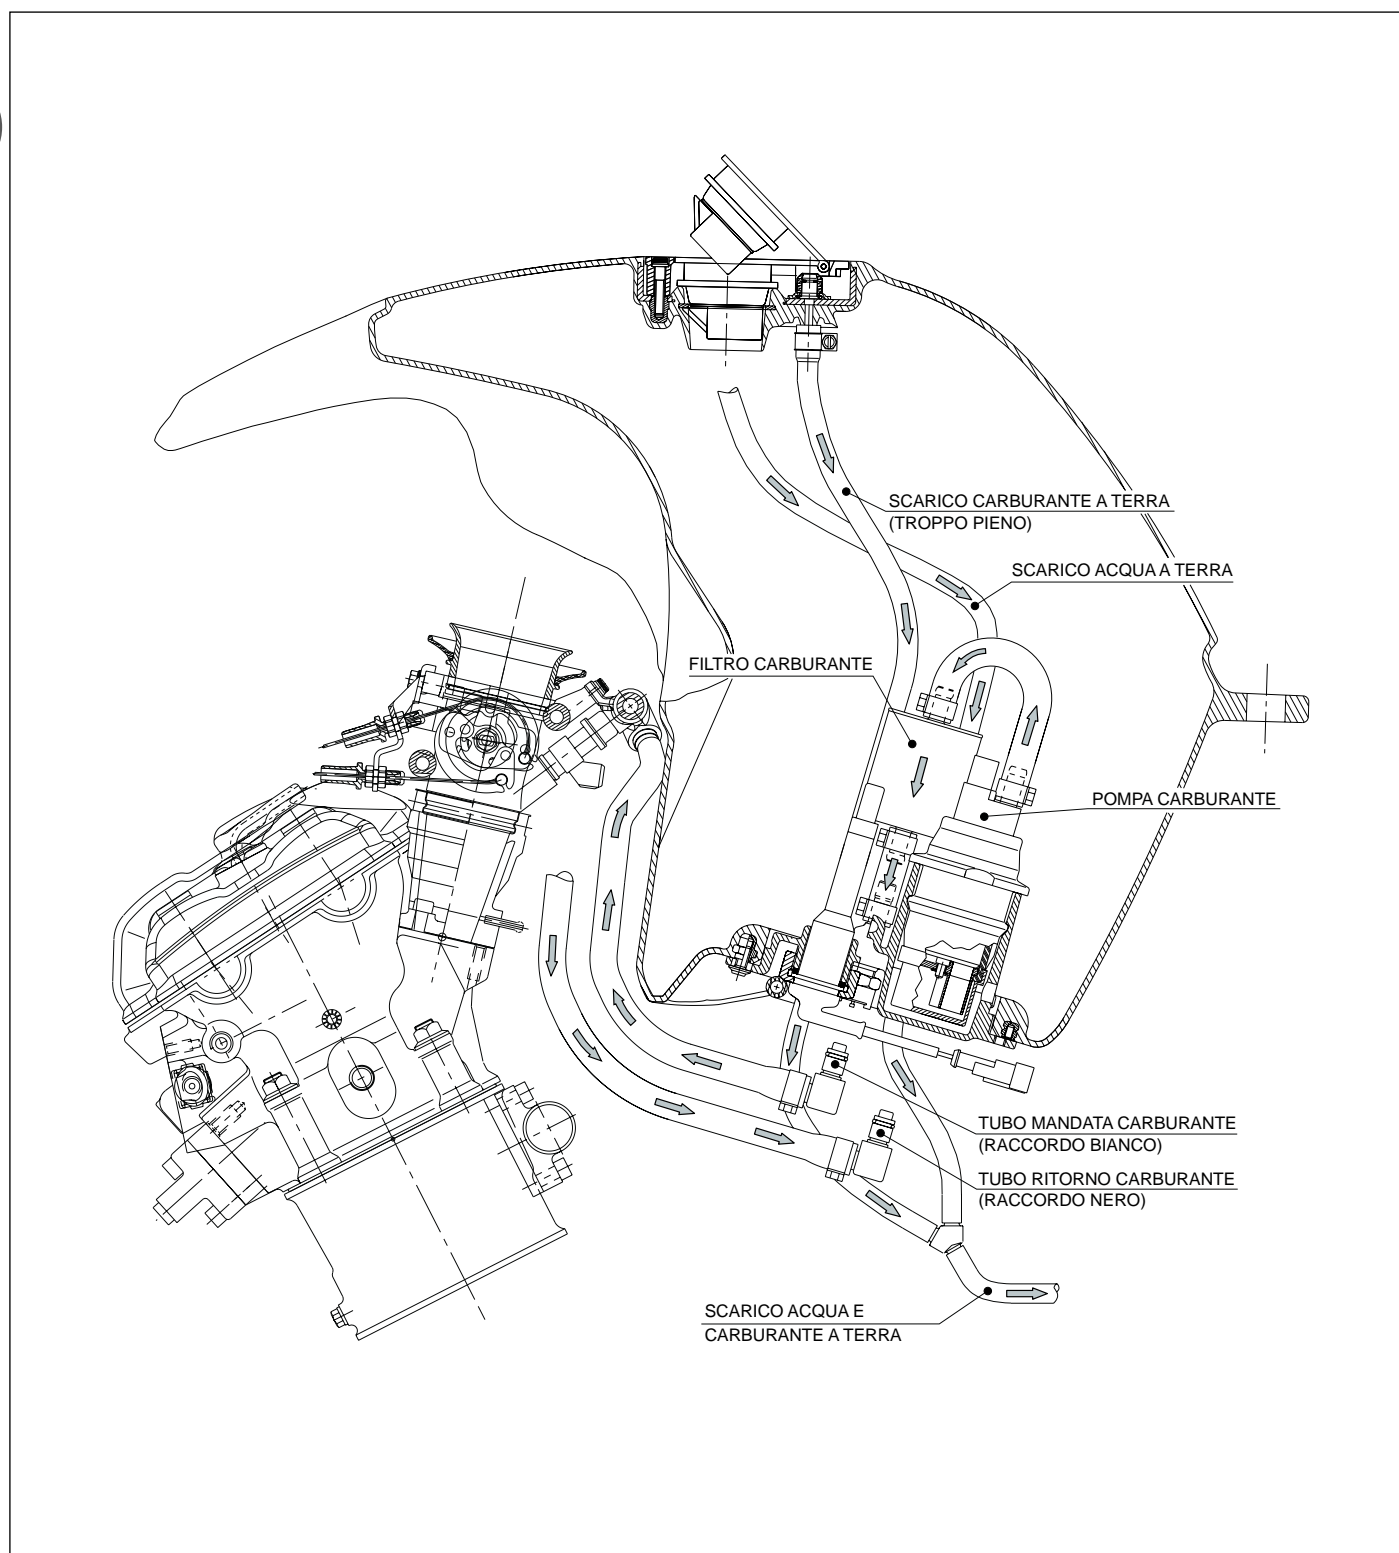 SCARICO CARBURANTE A TERRA
(TROPPO PIENO)
SCARICO ACQUA A TERRA
FILTRO CARBURANTE
POMPA CARBURANTE
TUBO MANDATA CARBURANTE
(RACCORDO BIANCO)
TUBO RITORNO CARBURANTE
(RACCORDO NERO)
SCARICO ACQUA E
CARBURANTE A TERRA